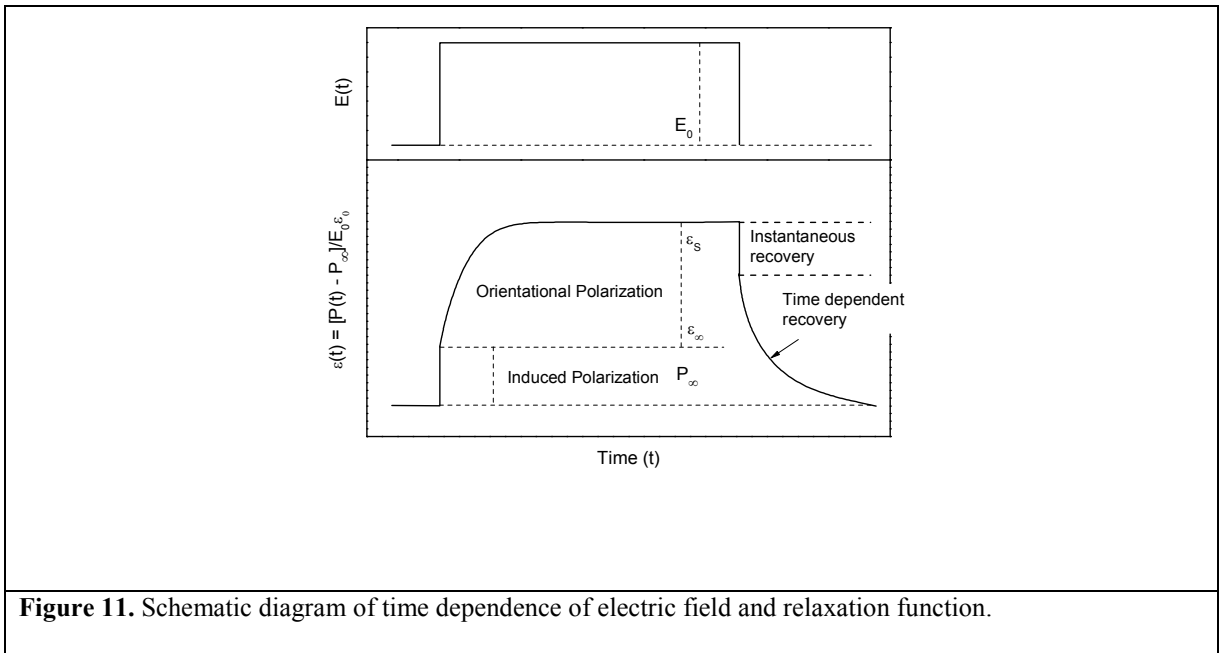 E(t)
E₀
ε(t) = [P(t) - P∞]/E₀ε₀
εS
Instantaneous
recovery
Orientational Polarization
Time dependent
recovery
ε∞
Induced Polarization P∞
Time (t)
Figure 11. Schematic diagram of time dependence of electric field and relaxation function.